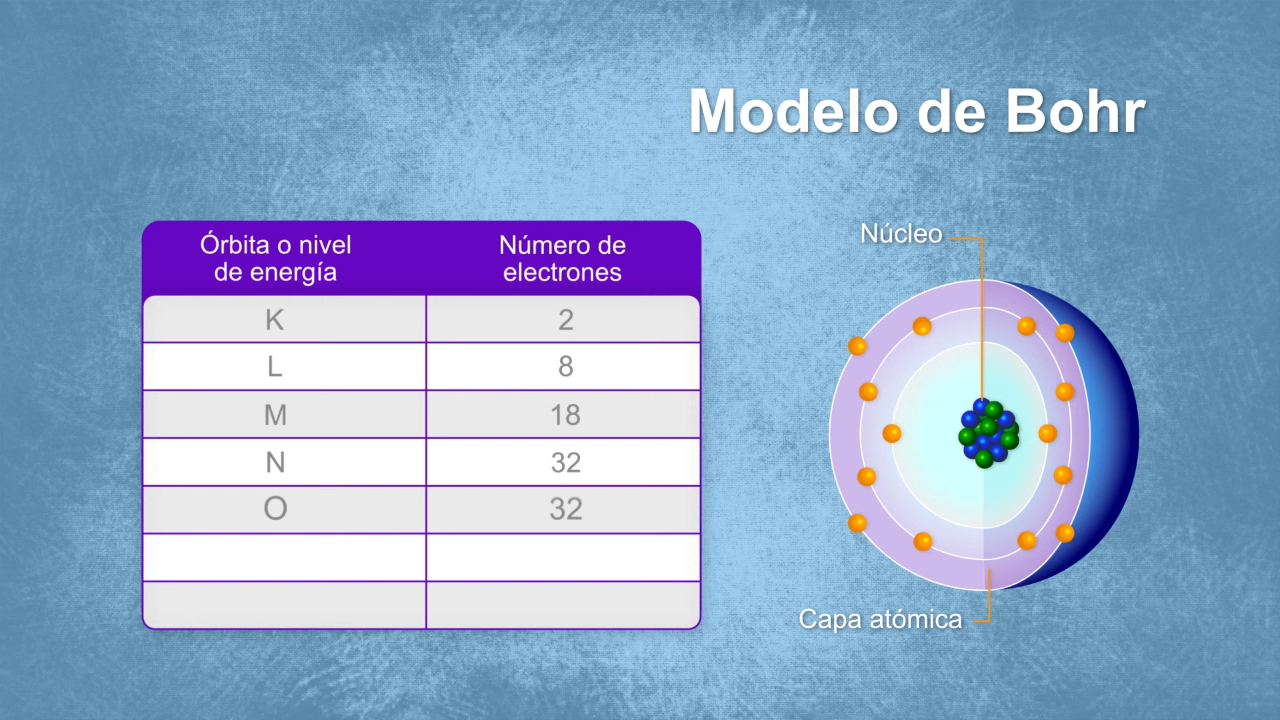 Modelo de Bohr
Órbita o nivel
de energía
Número de
electrones
K 2
L 8
M 18
N 32
O 32
Núcleo
Capa atómica